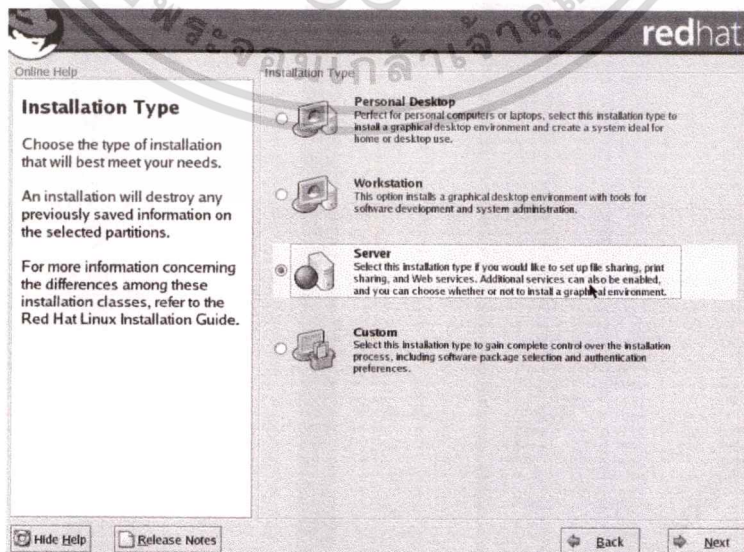 redhat
Online Help
Installation Type
Installation Type
Choose the type of installation
that will best meet your needs.
An installation will destroy any
previously saved information on
the selected partitions.
For more information concerning
the differences among these
installation classes, refer to the
Red Hat Linux Installation Guide.
Personal Desktop
Perfect for personal computers or laptops, select this installation type to
install a graphical desktop environment and create a system ideal for
home or desktop use.
Workstation
This option installs a graphical desktop environment with tools for
software development and system administration.
Server
Select this installation type if you would like to set up file sharing, print
sharing, and Web services. Additional services can also be enabled,
and you can choose whether or not to install a graphical environment.
Custom
Select this installation type to gain complete control over the installation
process, including software package selection and authentication
preferences.
Hide Help
Release Notes
Back
Next